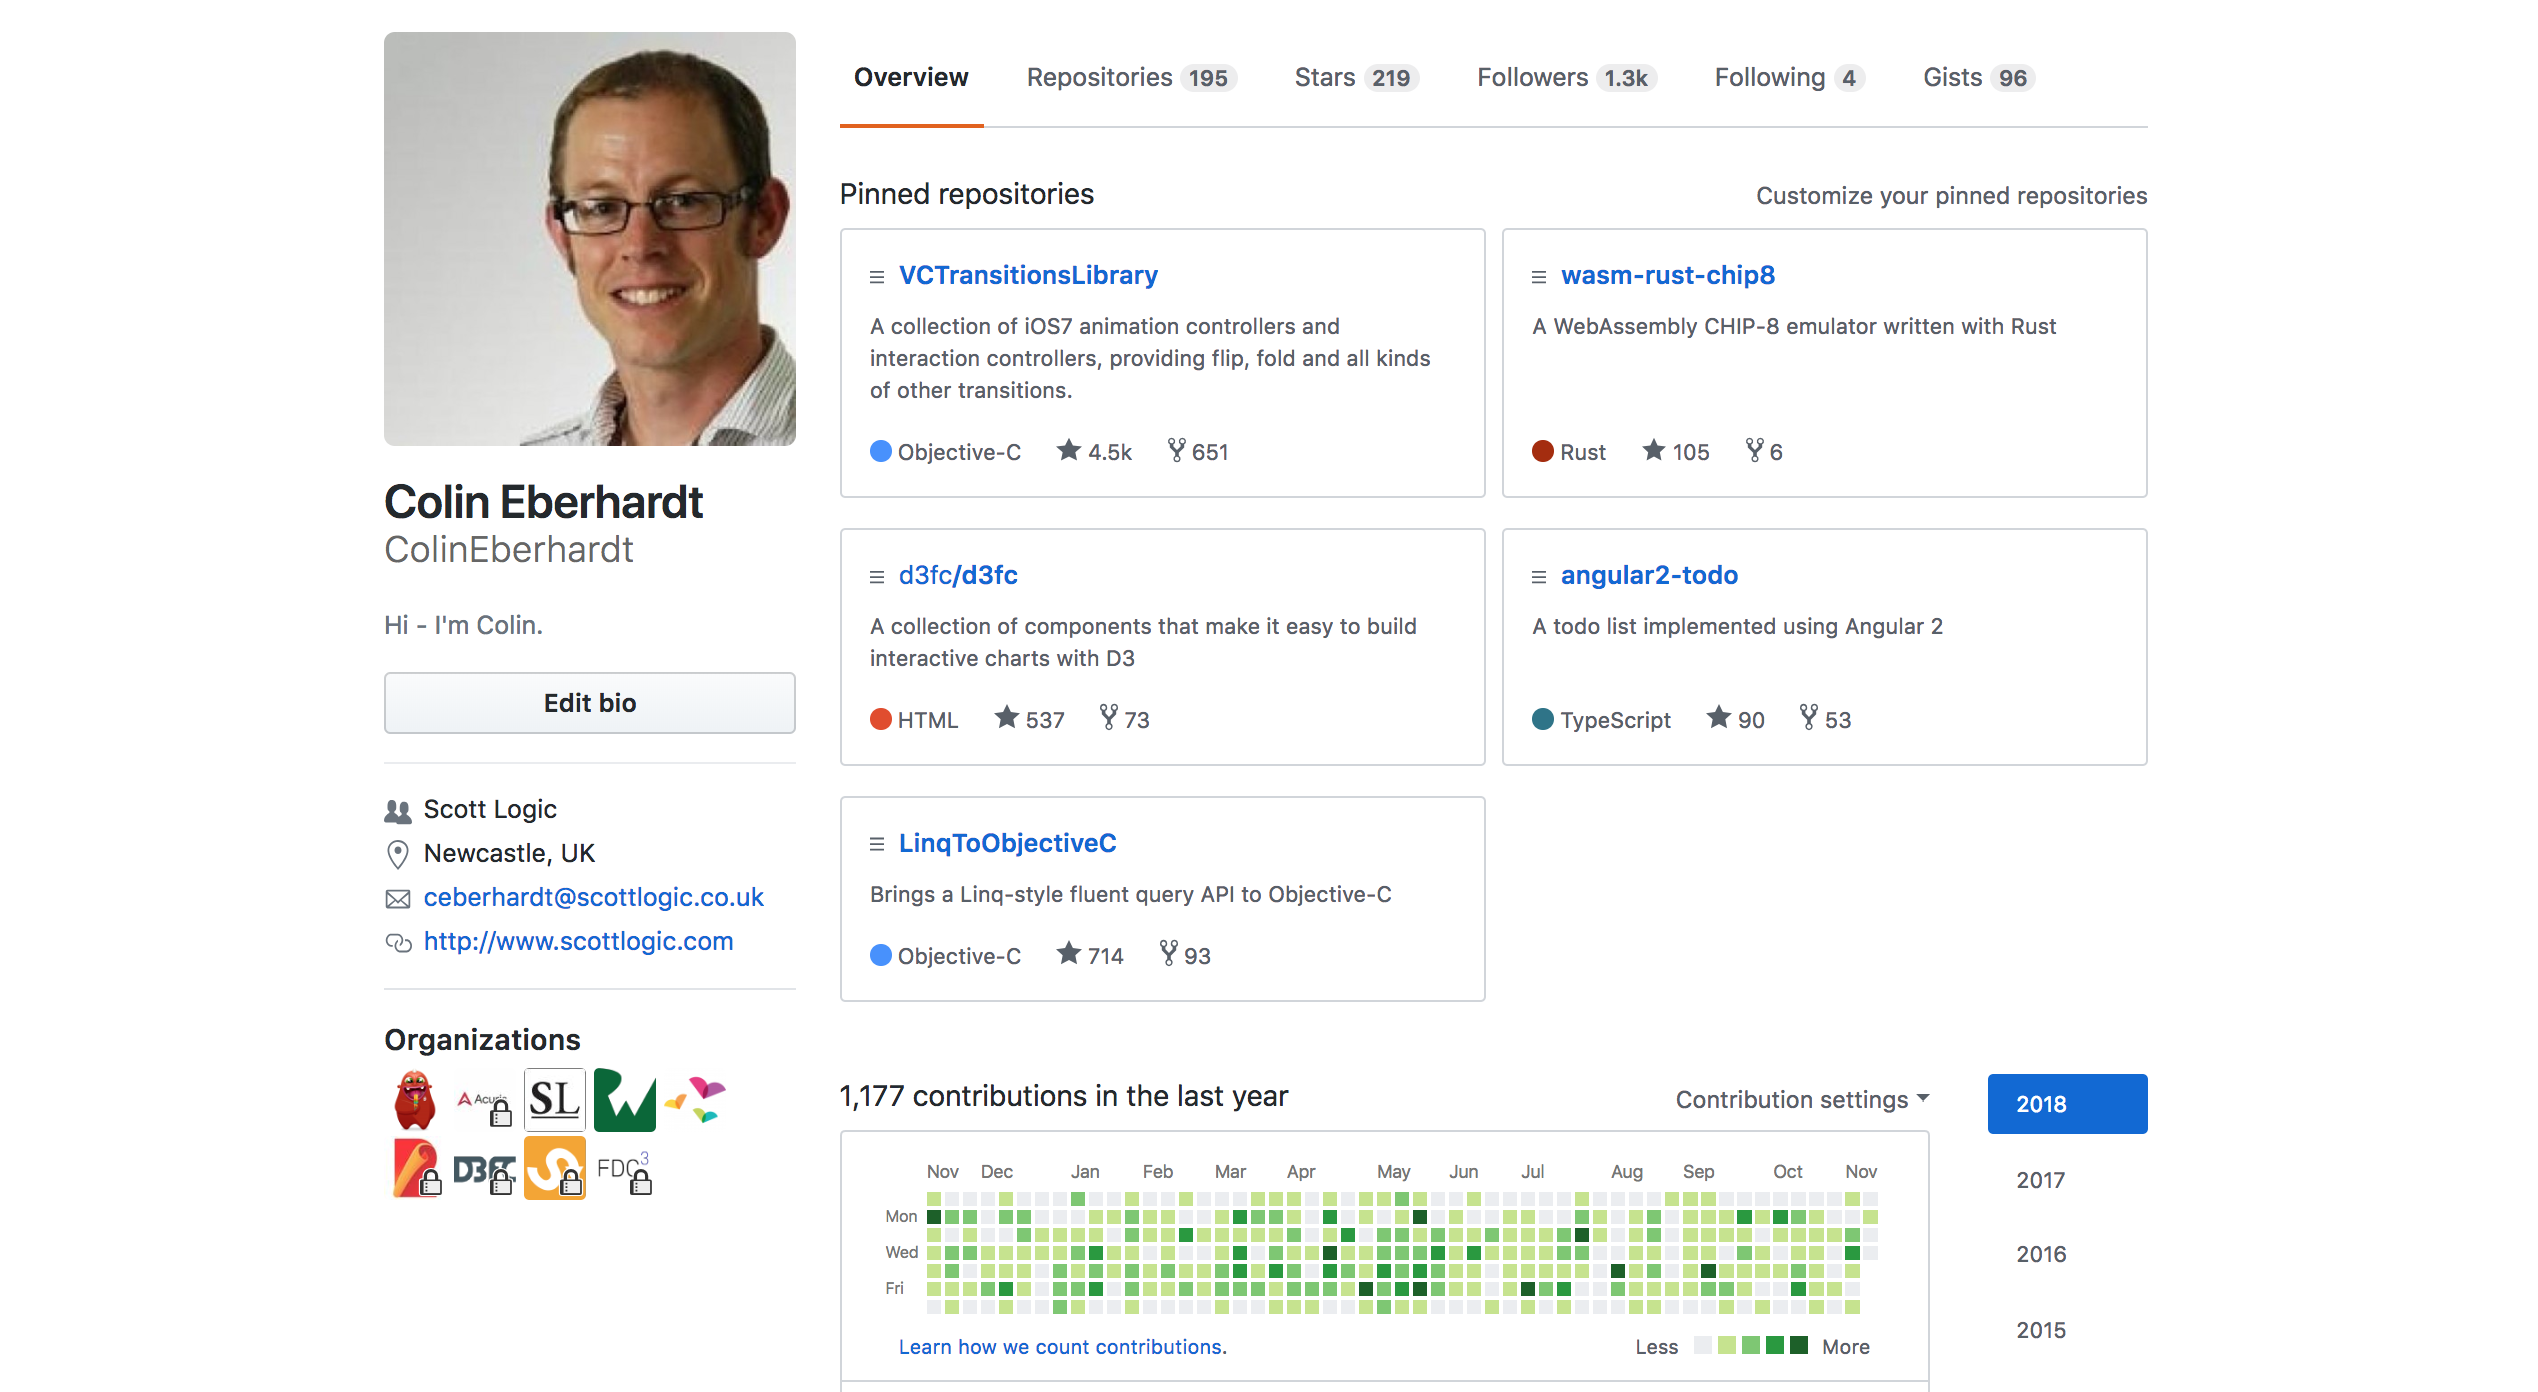 Overview Repositories 195 Stars 219 Followers 1.3k Following 4 Gists 96
Colin Eberhardt
ColinEberhardt
Hi - I'm Colin.
Edit bio
Scott Logic
Newcastle, UK
ceberhardt@scottlogic.co.uk
http://www.scottlogic.com
Organizations
SL
D3FC
FDC3
Pinned repositories
Customize your pinned repositories
VCTransitionsLibrary
A collection of iOS7 animation controllers and
interaction controllers, providing flip, fold and all kinds
of other transitions.
Objective-C 4.5k 651
wasm-rust-chip8
A WebAssembly CHIP-8 emulator written with Rust
Rust 105 6
d3fc/d3fc
A collection of components that make it easy to build
interactive charts with D3
HTML 537 73
angular2-todo
A todo list implemented using Angular 2
TypeScript 90 53
LinqToObjectiveC
Brings a Linq-style fluent query API to Objective-C
Objective-C 714 93
1,177 contributions in the last year
Contribution settings
Nov Dec Jan Feb Mar Apr May Jun Jul Aug Sep Oct Nov
Mon
Wed
Fri
Learn how we count contributions.
Less More
2018
2017
2016
2015